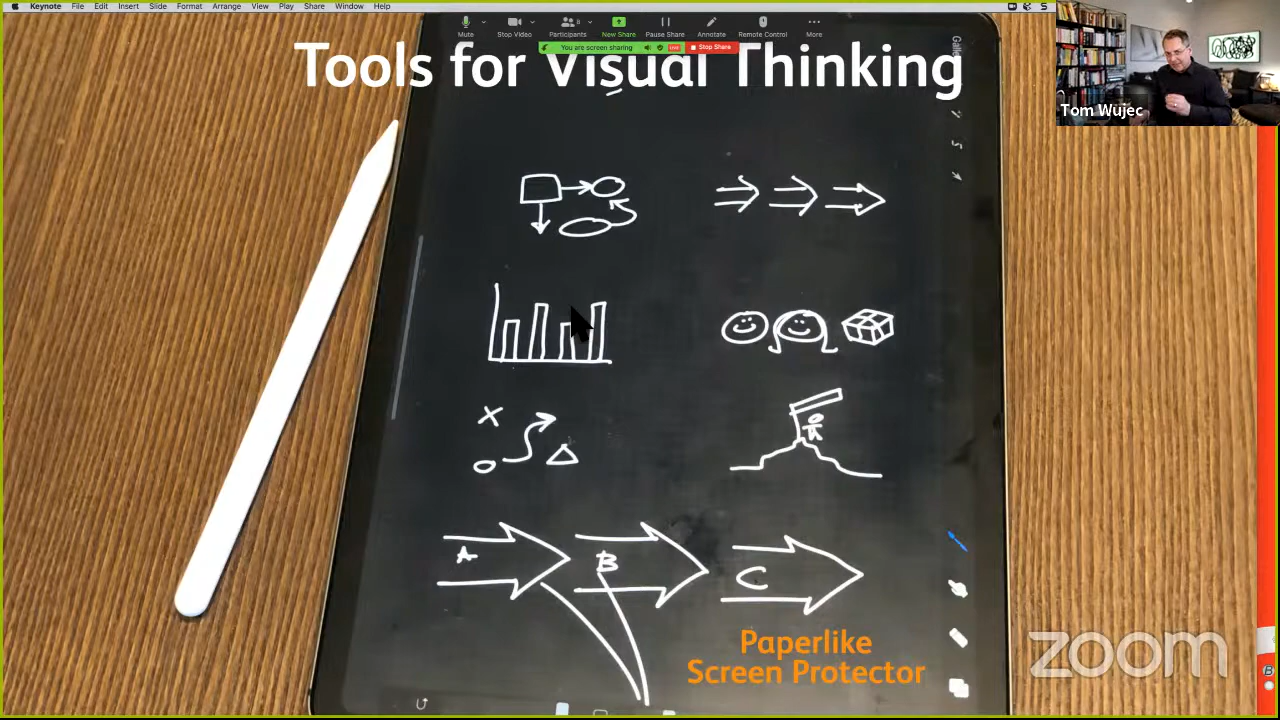 Keynote File Edit Insert Slide Format Arrange View Play Share Window Help
Mute Stop Video Participants 8 New Share Pause Share Annotate Remote Control More
You are screen sharing LIVE Stop Share
Tools for Visual Thinking
Tom Wujec
A B C
Paperlike
Screen Protector
zoom
B